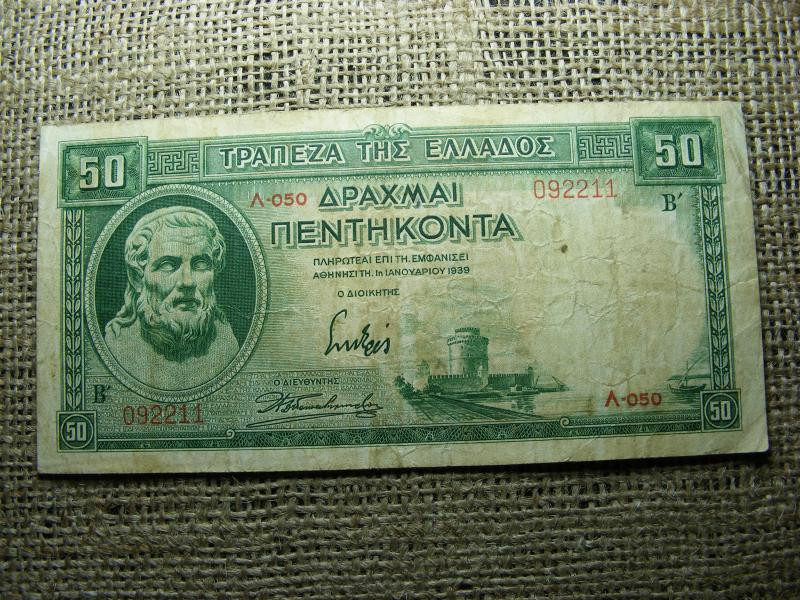 50 ΤΡΑΠΕΖΑ ΤΗΣ ΕΛΛΑΔΟΣ 50
Λ-050 ΔΡΑΧΜΑΙ 092211
ΠΕΝΤΗΚΟΝΤΑ Β′
ΠΛΗΡΩΤΕΑΙ ΕΠΙ ΤΗ. ΕΜΦΑΝΙΣΕΙ
ΑΘΗΝΗΣΙ ΤΗ. 1η ΙΑΝΟΥΑΡΙΟΥ 1939
Ο ΔΙΟΙΚΗΤΗΣ
Ο ΔΙΕΥΘΥΝΤΗΣ
Β′
092211 Λ-050
50 50